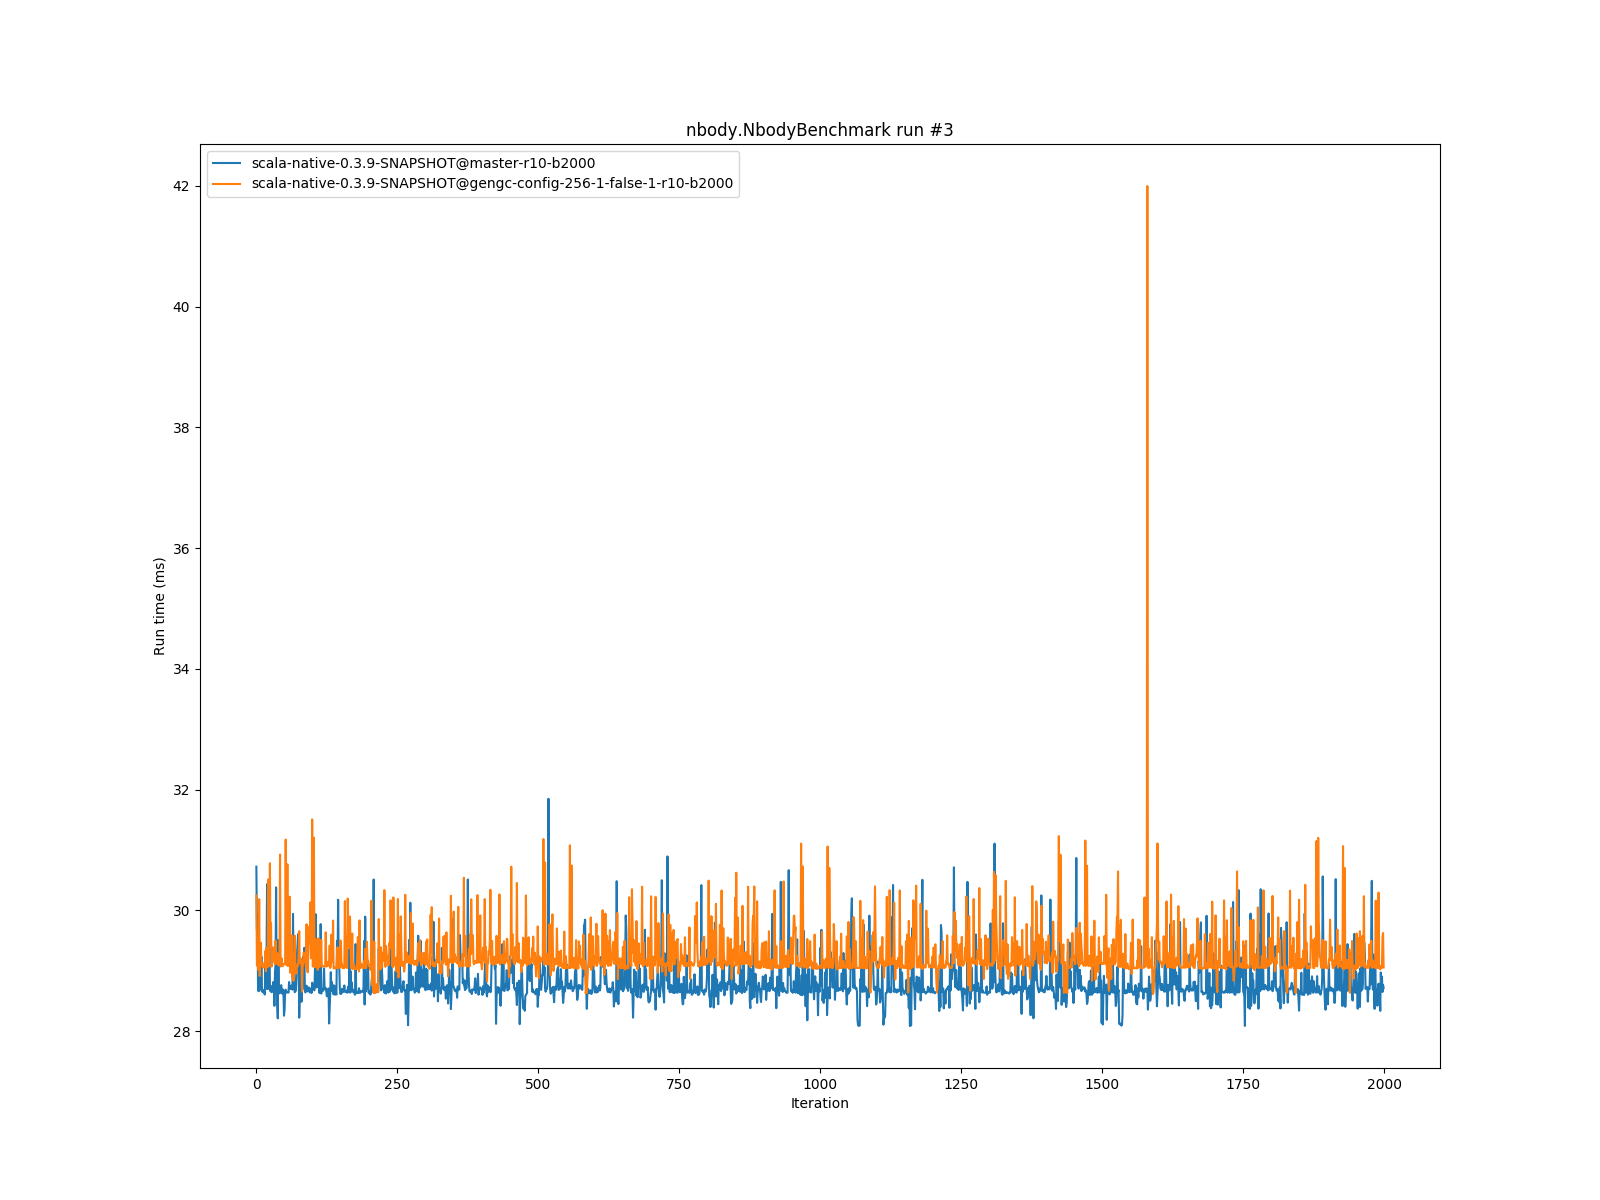 nbody.NbodyBenchmark run #3
scala-native-0.3.9-SNAPSHOT@master-r10-b2000
scala-native-0.3.9-SNAPSHOT@gengc-config-256-1-false-1-r10-b2000
42
40
38
36
34
32
30
28
Run time (ms)
0 250 500 750 1000 1250 1500 1750 2000
Iteration